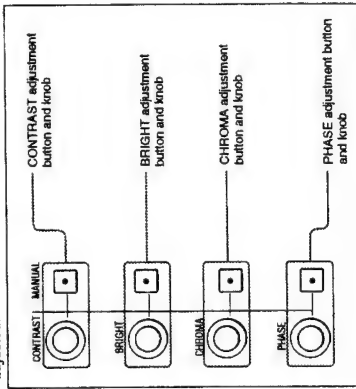 CONTRAST
MANUAL
CONTRAST adjustment
button and knob
BRIGHT
BRIGHT adjustment
button and knob
CHROMA
CHROMA adjustment
button and knob
PHASE
PHASE adjustment button
and knob